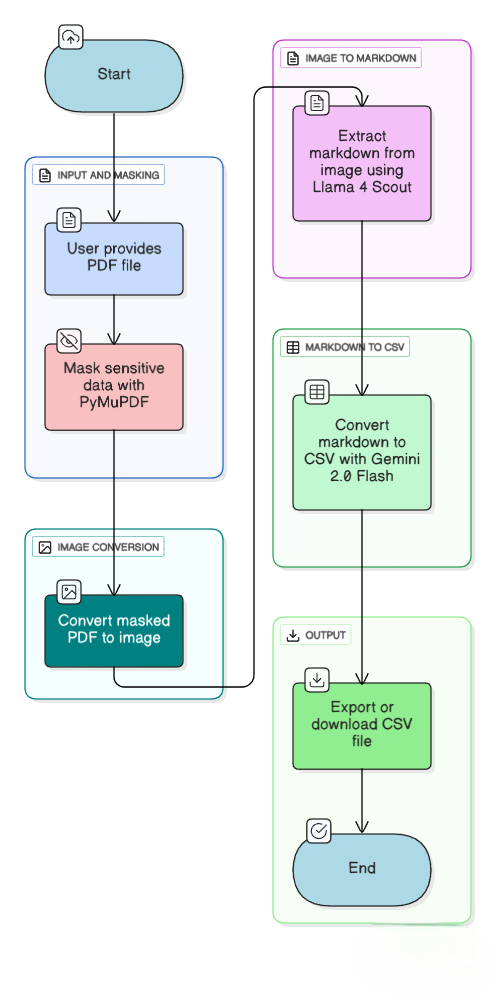 Start
INPUT AND MASKING
User provides
PDF file
Mask sensitive
data with
PyMuPDF
IMAGE CONVERSION
Convert masked
PDF to image
IMAGE TO MARKDOWN
Extract
markdown from
image using
Llama 4 Scout
MARKDOWN TO CSV
Convert
markdown to
CSV with Gemini
2.0 Flash
OUTPUT
Export or
download CSV
file
End